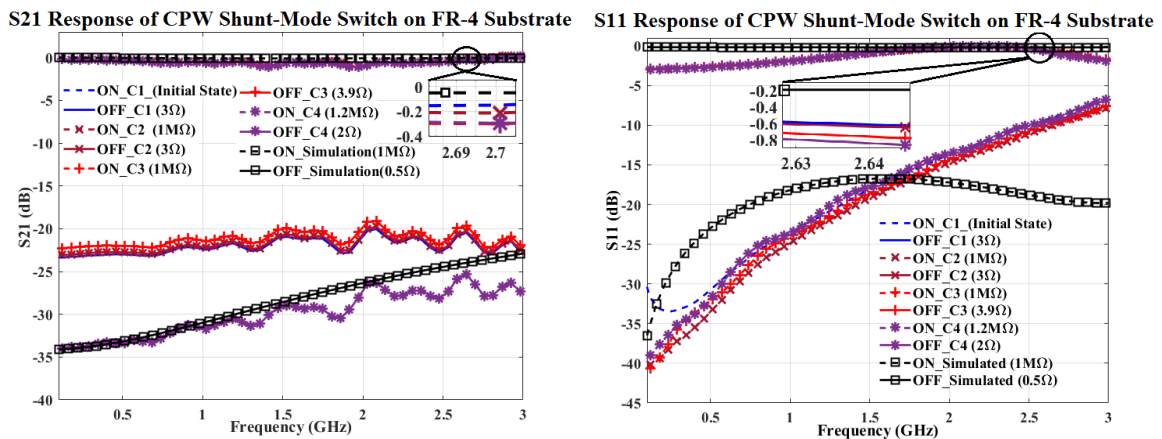 S21 Response of CPW Shunt-Mode Switch on FR-4 Substrate
0
-5
-10
-15
-20
-25
-30
-35
-40
S21 (dB)
0.5
1
1.5
2
2.5
3
Frequency (GHz)
ON_C1_(Initial State)
OFF_C1 (3Ω)
ON_C2 (1MΩ)
OFF_C2 (3Ω)
ON_C3 (1MΩ)
OFF_C3 (3.9Ω)
ON_C4 (1.2MΩ)
OFF_C4 (2Ω)
ON_Simulation(1MΩ)
OFF_Simulation(0.5Ω)
0
-0.2
-0.4
2.69
2.7
S11 Response of CPW Shunt-Mode Switch on FR-4 Substrate
0
-5
-10
-15
-20
-25
-30
-35
-40
-45
S11 (dB)
0.5
1
1.5
2
2.5
3
Frequency (GHz)
-0.2
-0.4
-0.6
-0.8
2.63
2.64
ON_C1 (Initial State)
OFF_C1 (3Ω)
ON_C2 (1MΩ)
OFF_C2 (3Ω)
ON_C3 (1MΩ)
OFF_C3 (3.9Ω)
ON_C4 (1.2MΩ)
OFF_C4 (2Ω)
ON_Simulated (1MΩ)
OFF_Simulated (0.5Ω)